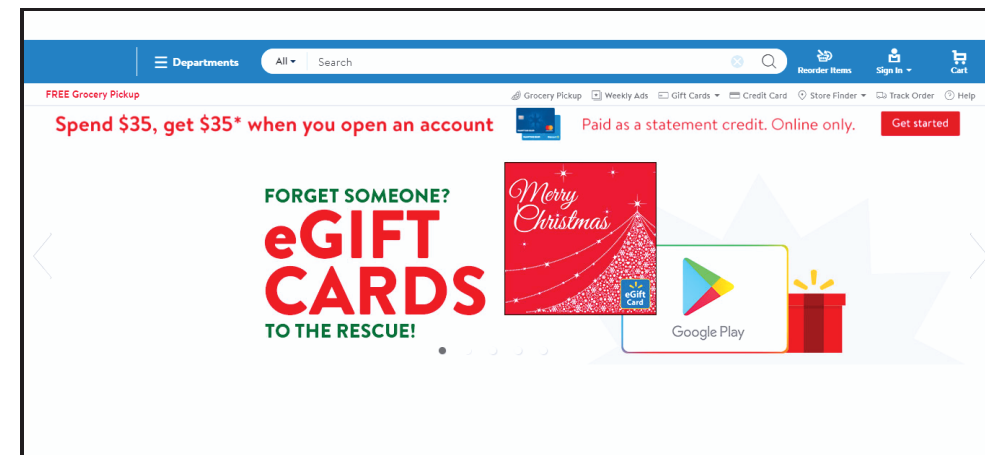 Departments
All
Search
Reorder Items
Sign In
Cart
FREE Grocery Pickup
Grocery Pickup
Weekly Ads
Gift Cards
Credit Card
Store Finder
Track Order
Help
Spend $35, get $35* when you open an account
Paid as a statement credit. Online only.
Get started
FORGET SOMEONE?
eGIFT
CARDS
TO THE RESCUE!
Merry
Christmas
eGift
Card
Google Play